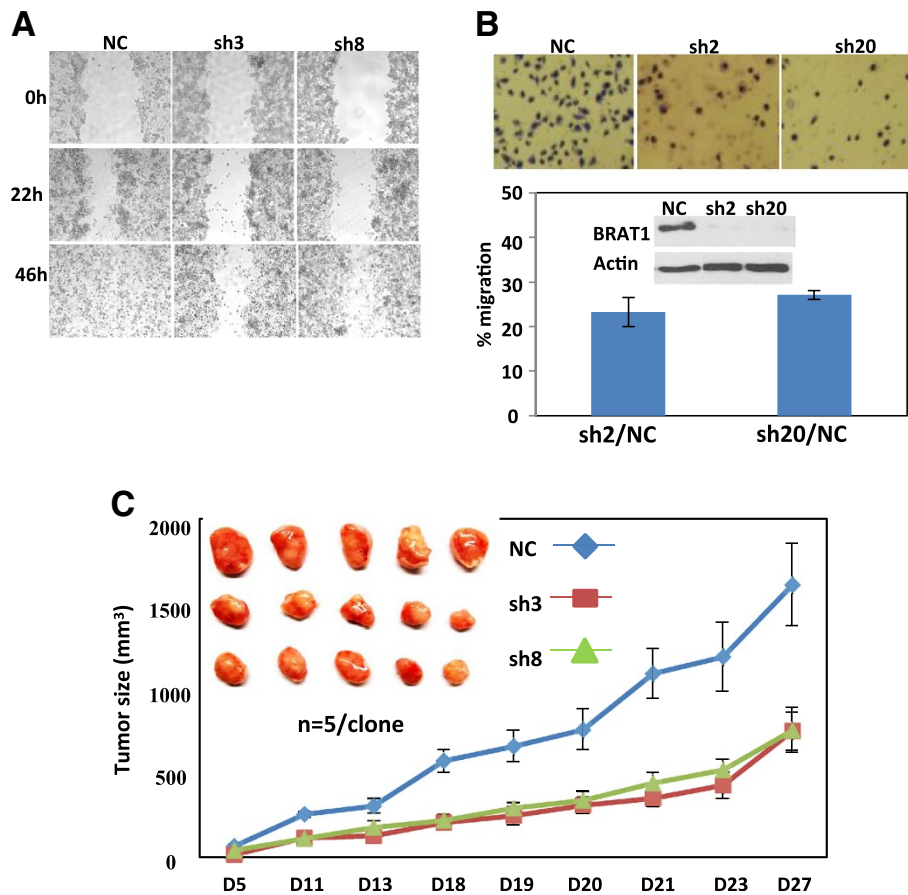 A
NC sh3 sh8
0h
22h
46h
B
NC sh2 sh20
50
40
30
20
10
0
% migration
NC sh2 sh20
BRAT1
Actin
sh2/NC sh20/NC
C
2000
1500
1000
500
0
Tumor size (mm³)
NC
sh3
sh8
n=5/clone
D5 D11 D13 D18 D19 D20 D21 D23 D27